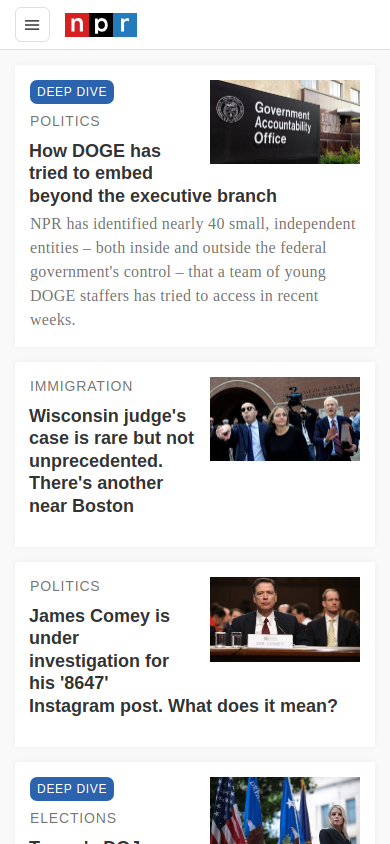 npr
DEEP DIVE
POLITICS
How DOGE has
tried to embed
beyond the executive branch
Government
Accountability
Office
NPR has identified nearly 40 small, independent
entities – both inside and outside the federal
government's control – that a team of young
DOGE staffers has tried to access in recent
weeks.
IMMIGRATION
Wisconsin judge's
case is rare but not
unprecedented.
There's another
near Boston
POLITICS
James Comey is
under
investigation for
his '8647'
Instagram post. What does it mean?
DEEP DIVE
ELECTIONS